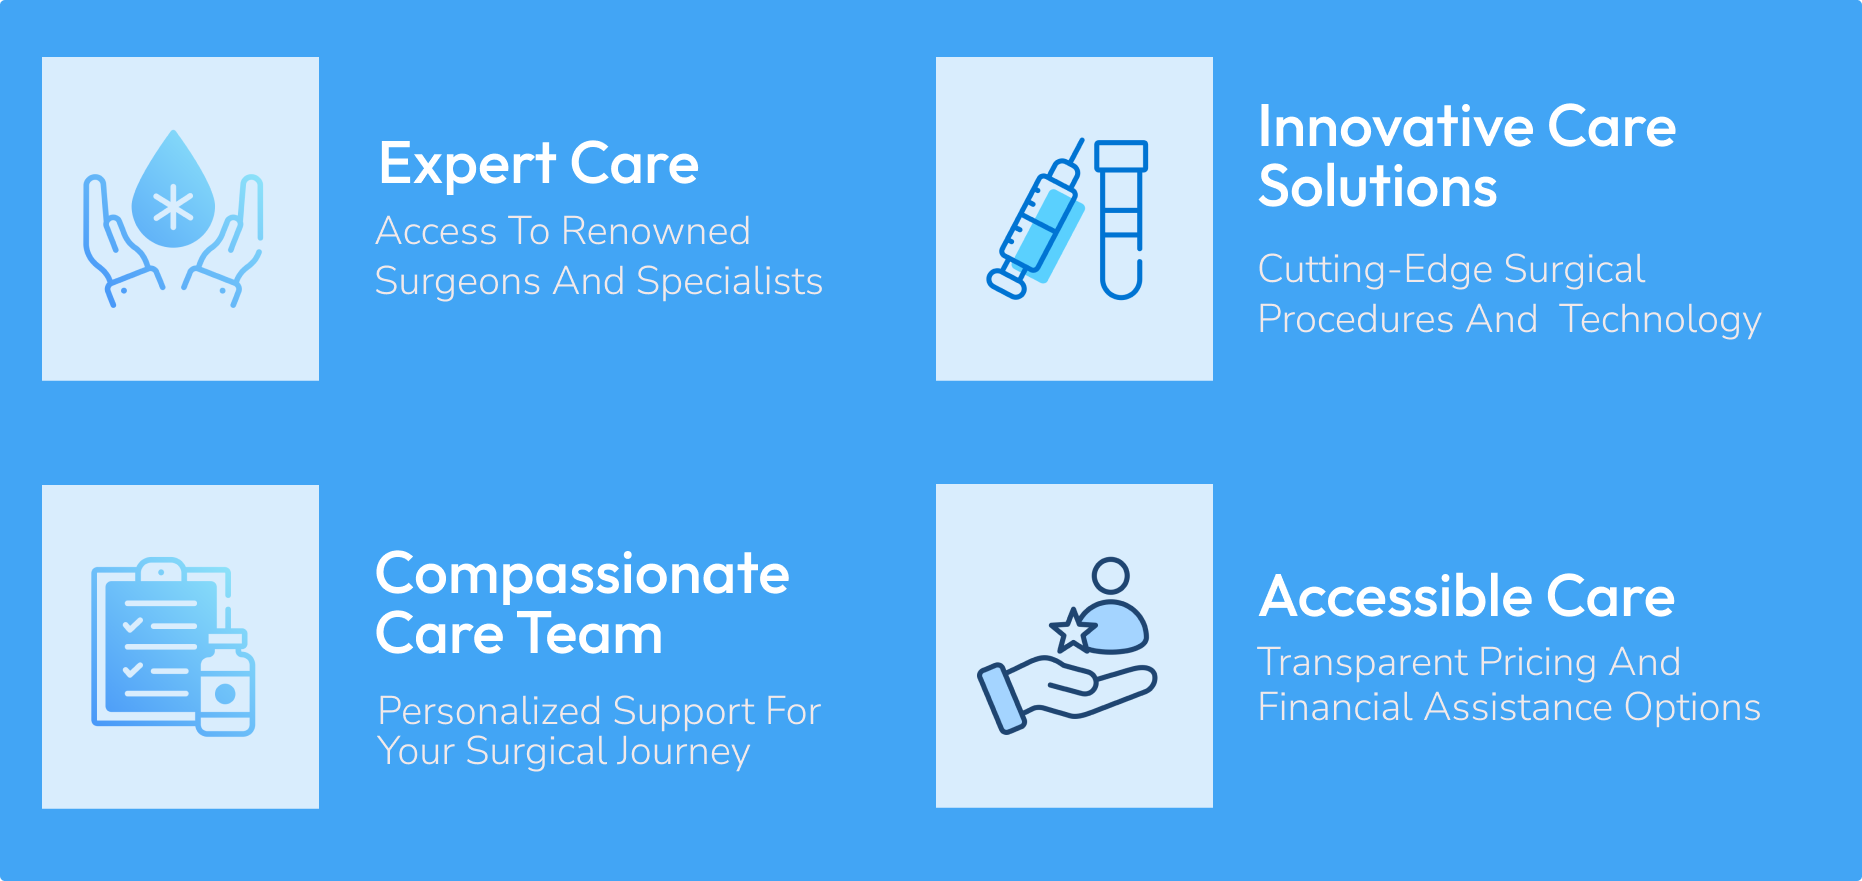 Expert Care
Access To Renowned
Surgeons And Specialists
Innovative Care
Solutions
Cutting-Edge Surgical
Procedures And  Technology
Compassionate
Care Team
Personalized Support For
Your Surgical Journey
Accessible Care
Transparent Pricing And
Financial Assistance Options